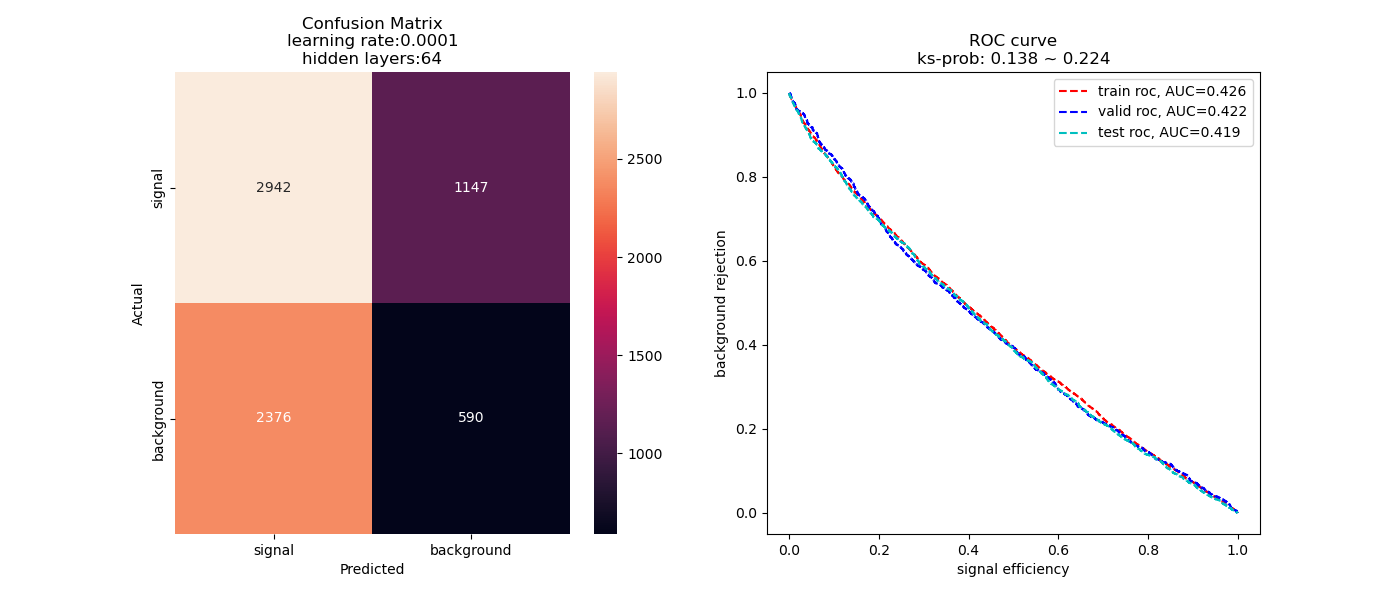 Confusion Matrix
learning rate:0.0001
hidden layers:64
signal
background
Actual
2942
1147
2376
590
signal
background
Predicted
2500
2000
1500
1000
ROC curve
ks-prob: 0.138 ~ 0.224
train roc, AUC=0.426
valid roc, AUC=0.422
test roc, AUC=0.419
background rejection
1.0
0.8
0.6
0.4
0.2
0.0
0.0
0.2
0.4
0.6
0.8
1.0
signal efficiency